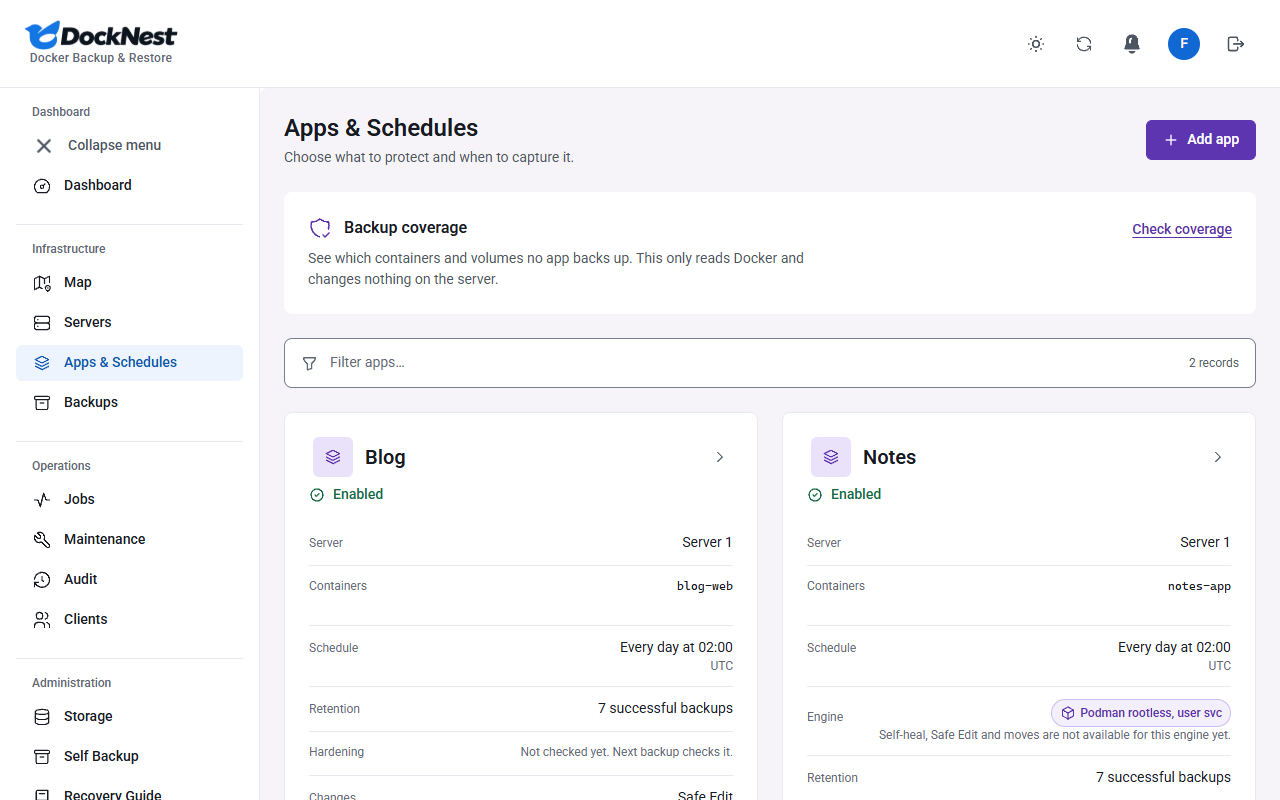 DockNest
Docker Backup & Restore
F
Dashboard
Collapse menu
Dashboard
Infrastructure
Map
Servers
Apps & Schedules
Backups
Operations
Jobs
Maintenance
Audit
Clients
Administration
Storage
Self Backup
Recovery Guide
Apps & Schedules
Choose what to protect and when to capture it.
Add app
Backup coverage
Check coverage
See which containers and volumes no app backs up. This only reads Docker and
changes nothing on the server.
Filter apps...
2 records
Blog
Enabled
Server
Server 1
Containers
blog-web
Schedule
Every day at 02:00
UTC
Retention
7 successful backups
Hardening
Not checked yet. Next backup checks it.
Changes
Safe Edit
Notes
Enabled
Server
Server 1
Containers
notes-app
Schedule
Every day at 02:00
UTC
Engine
Podman rootless, user svc
Self-heal, Safe Edit and moves are not available for this engine yet.
Retention
7 successful backups